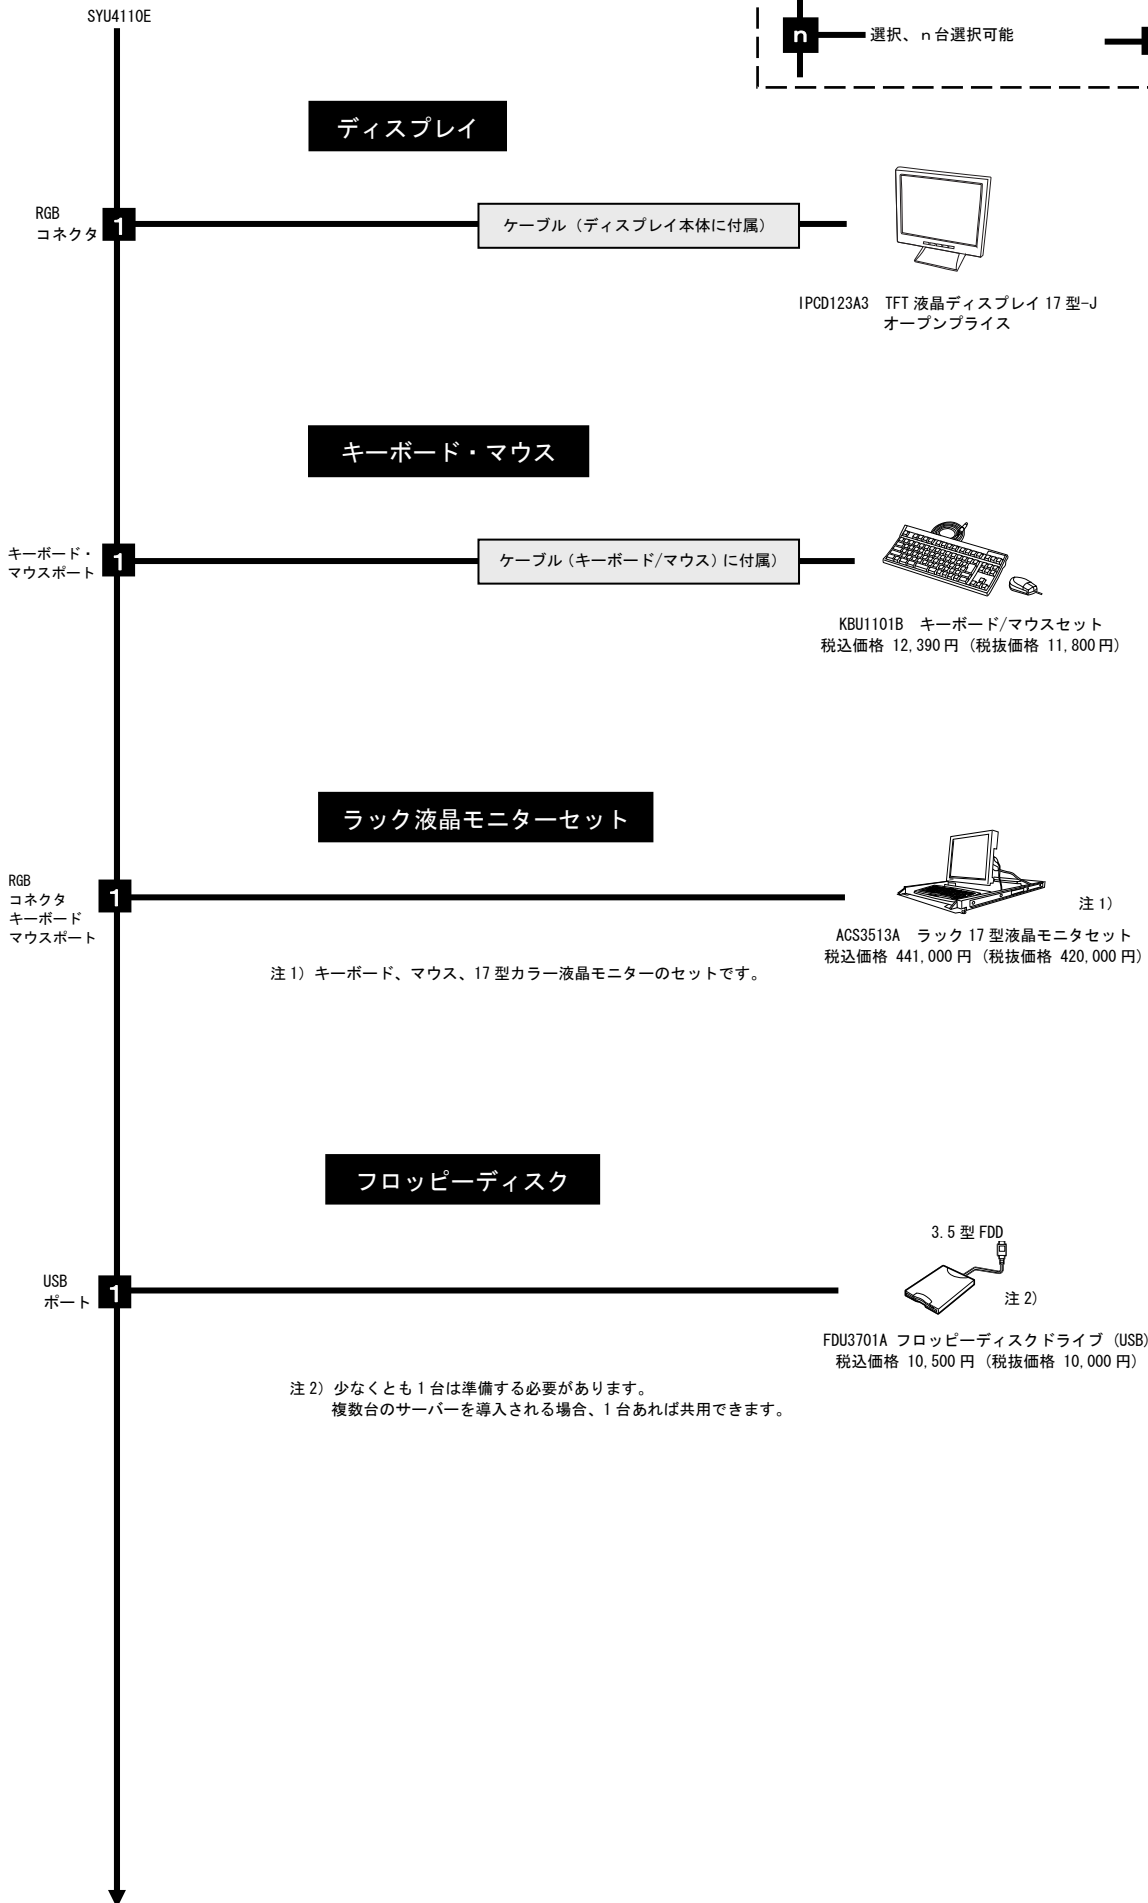 SYU4110E
n 選択、n台選択可能
ディスプレイ
RGB
コネクタ
1
ケーブル（ディスプレイ本体に付属）
IPCD123A3 TFT液晶ディスプレイ17型-J
オープンプライス
キーボード・マウス
キーボード・
マウスポート
1
ケーブル（キーボード/マウス）に付属）
KBU1101B キーボード/マウスセット
税込価格 12,390円（税抜価格 11,800円）
ラック液晶モニターセット
RGB
コネクタ
キーボード
マウスポート
1
注1）
ACS3513A ラック17型液晶モニタセット
税込価格 441,000円（税抜価格 420,000円）
注1）キーボード、マウス、17型カラー液晶モニターのセットです。
フロッピーディスク
3.5型FDD
USB
ポート
1
注2）
FDU3701A フロッピーディスクドライブ（USB）
税込価格 10,500円（税抜価格 10,000円）
注2）少なくとも1台は準備する必要があります。
複数台のサーバーを導入される場合、1台あれば共用できます。